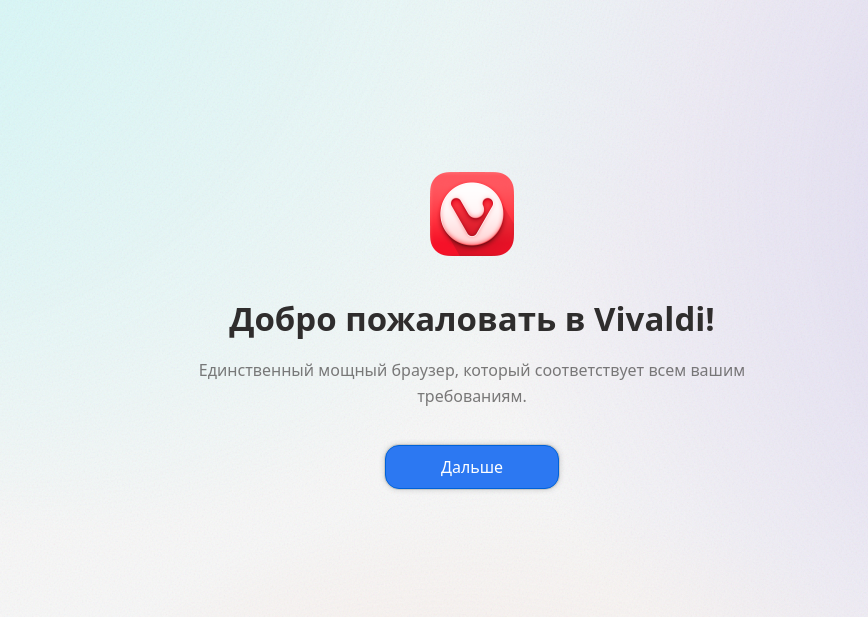 Добро пожаловать в Vivaldi!
Единственный мощный браузер, который соответствует всем вашим
требованиям.
Дальше